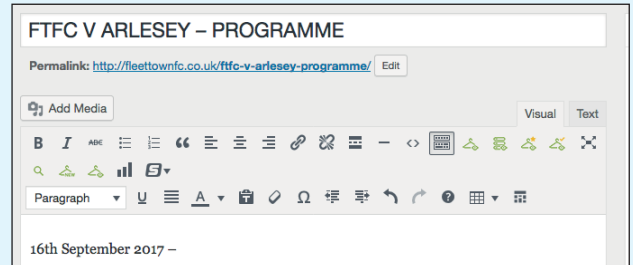 FTFC V ARLESEY – PROGRAMME
Permalink: http://fleettownfc.co.uk/ftfc-v-arlesey-programme/ Edit
Add Media
Visual Text
B I ABC
Paragraph U A Ω
16th September 2017 –